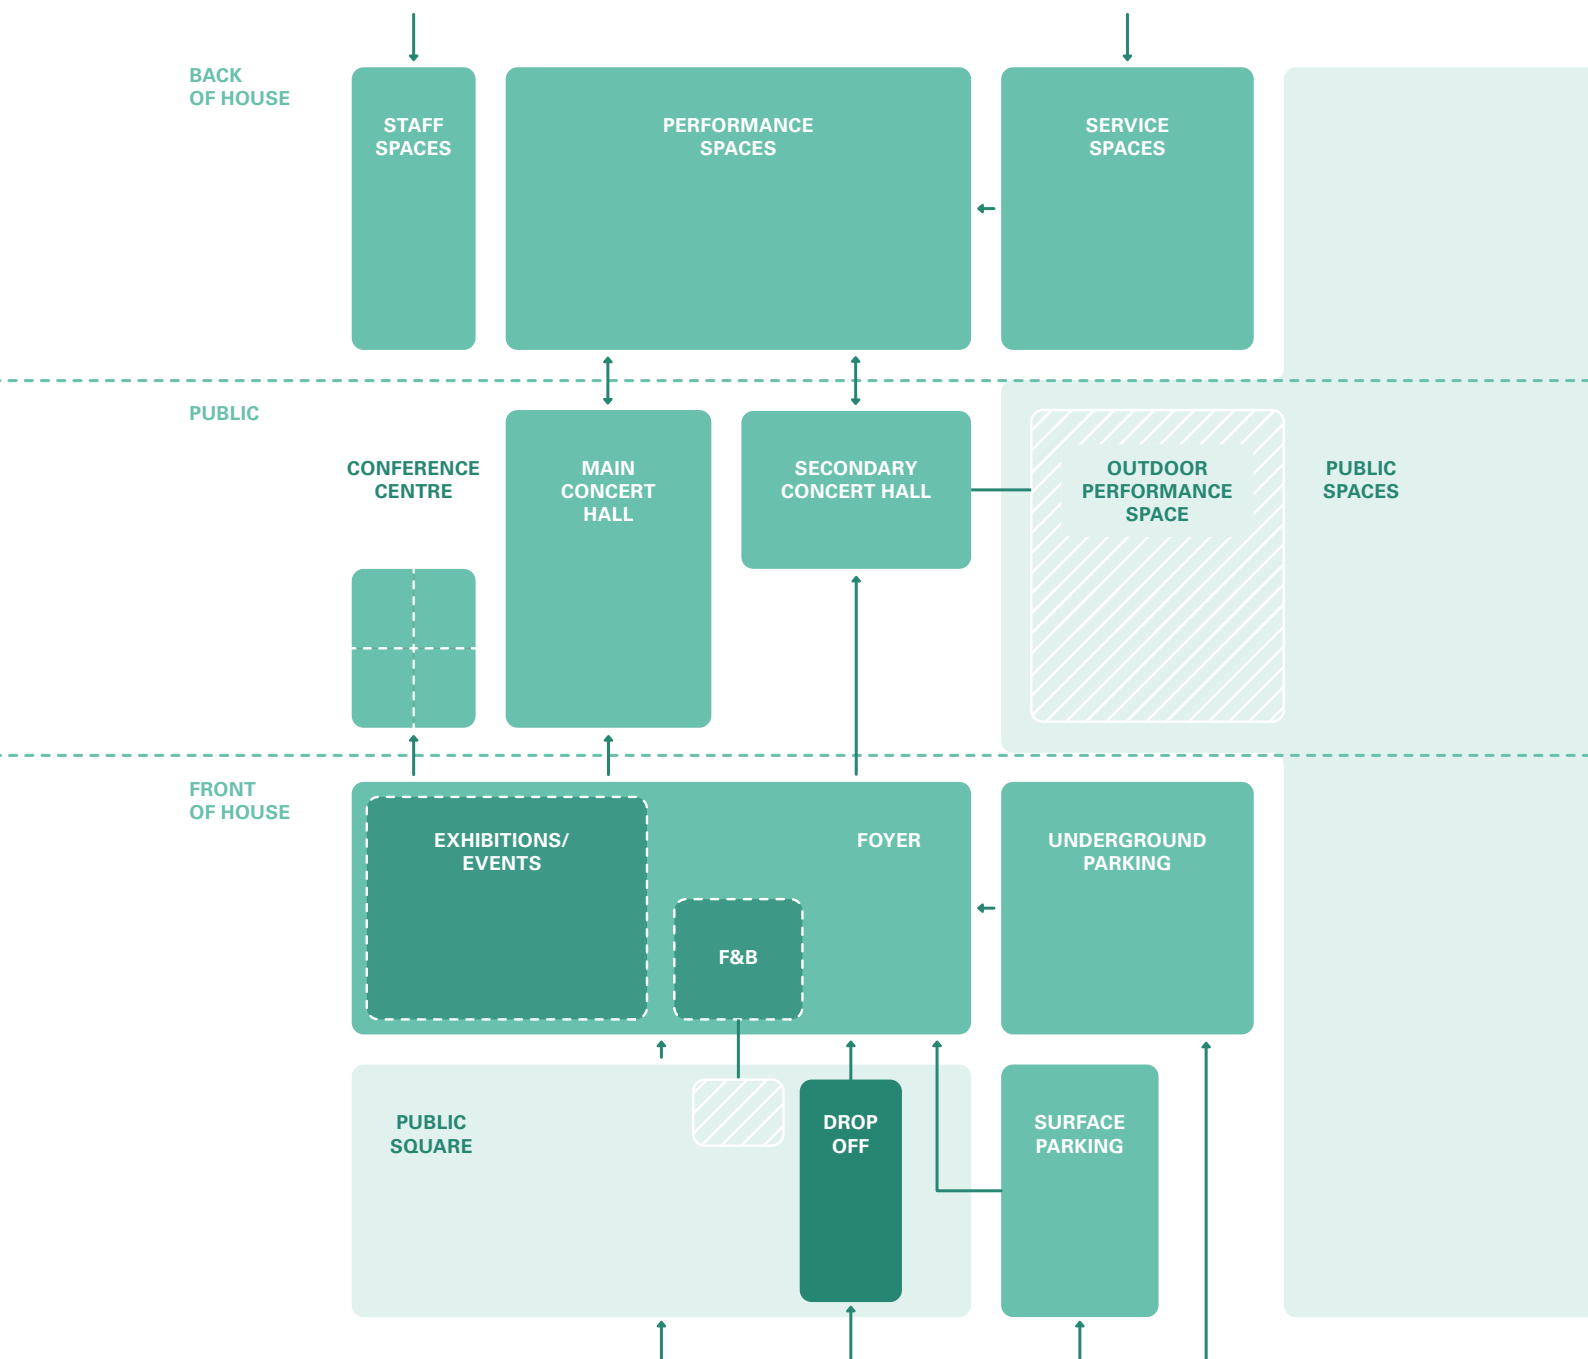 BACK
OF HOUSE
STAFF
SPACES
PERFORMANCE
SPACES
SERVICE
SPACES
PUBLIC
CONFERENCE
CENTRE
MAIN
CONCERT
HALL
SECONDARY
CONCERT HALL
OUTDOOR
PERFORMANCE
SPACE
PUBLIC
SPACES
FRONT
OF HOUSE
EXHIBITIONS/
EVENTS
FOYER
F&B
UNDERGROUND
PARKING
PUBLIC
SQUARE
DROP
OFF
SURFACE
PARKING